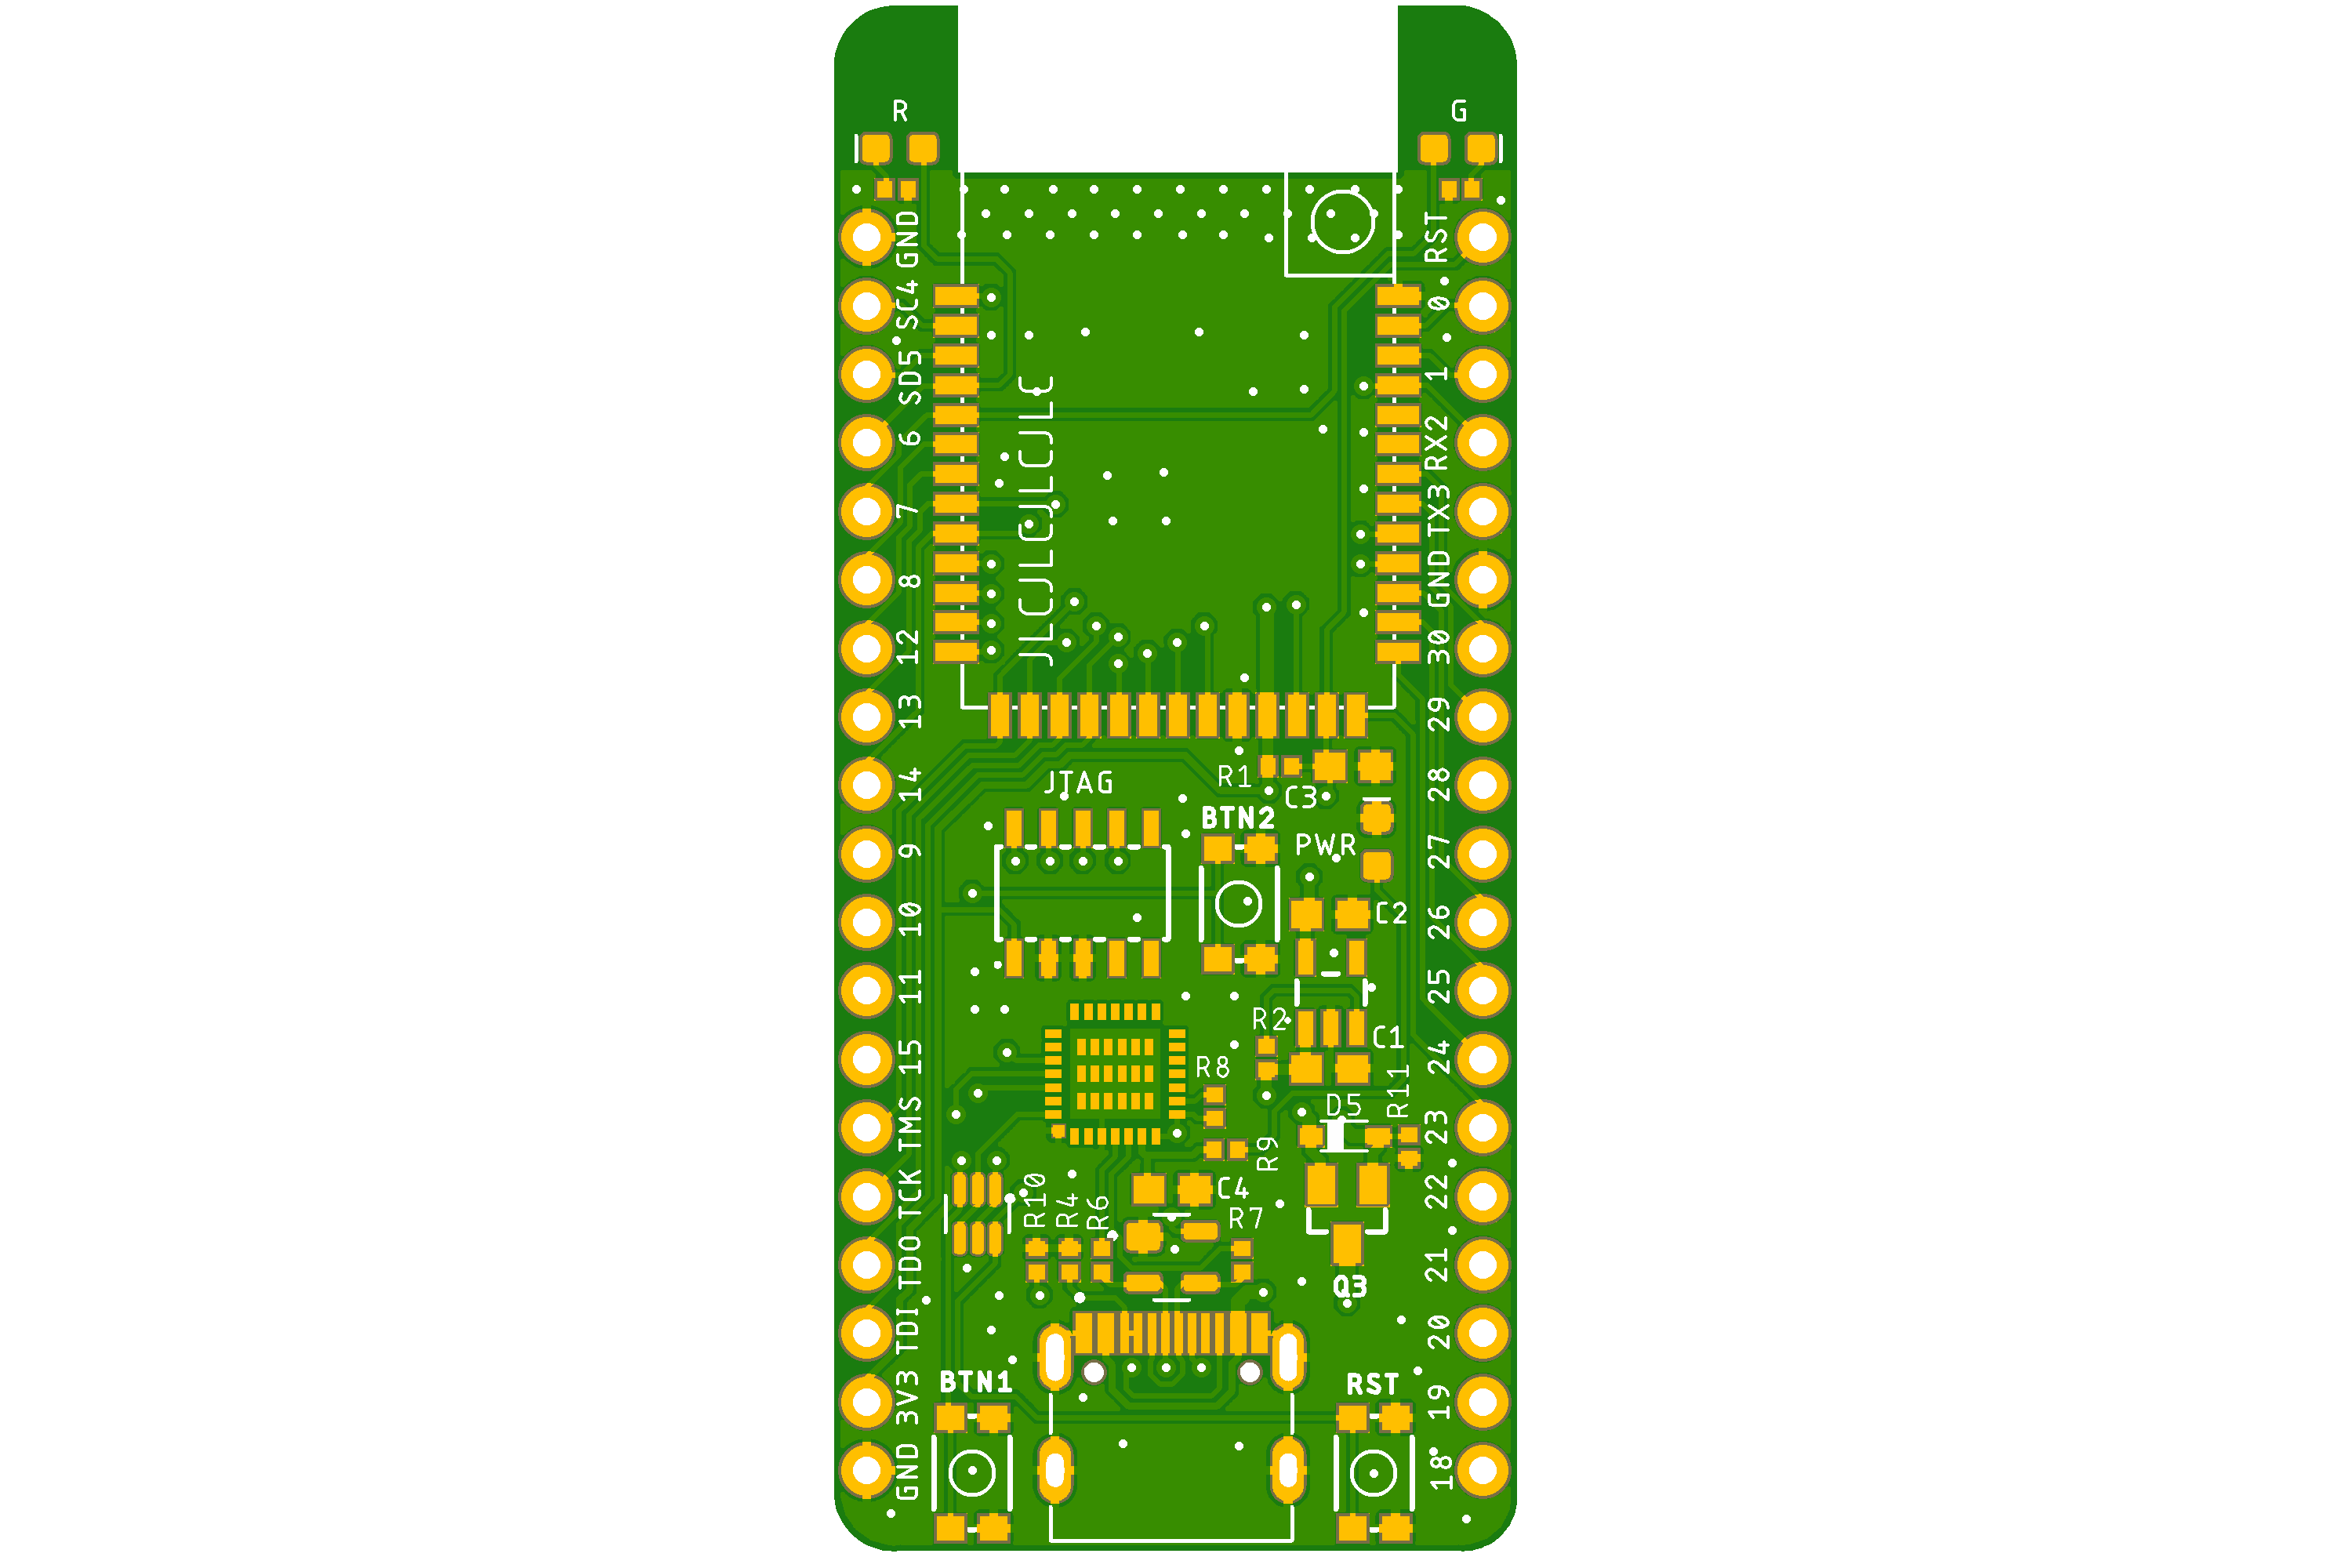 R
G
GND
SC4
SD5
6
7
8
12
13
14
9
10
11
15
TMS
TCK
TDO
TDI
3V3
GND
RST
0
1
RX2
TX3
GND
30
29
28
27
26
25
24
23
22
21
20
19
18
JLCJLCJLCJLC
R1
C3
JTAG
BTN2
PWR
C2
R2
C1
R8
D5
R11
R9
C4
R10
R4
R6
R7
Q3
BTN1
RST